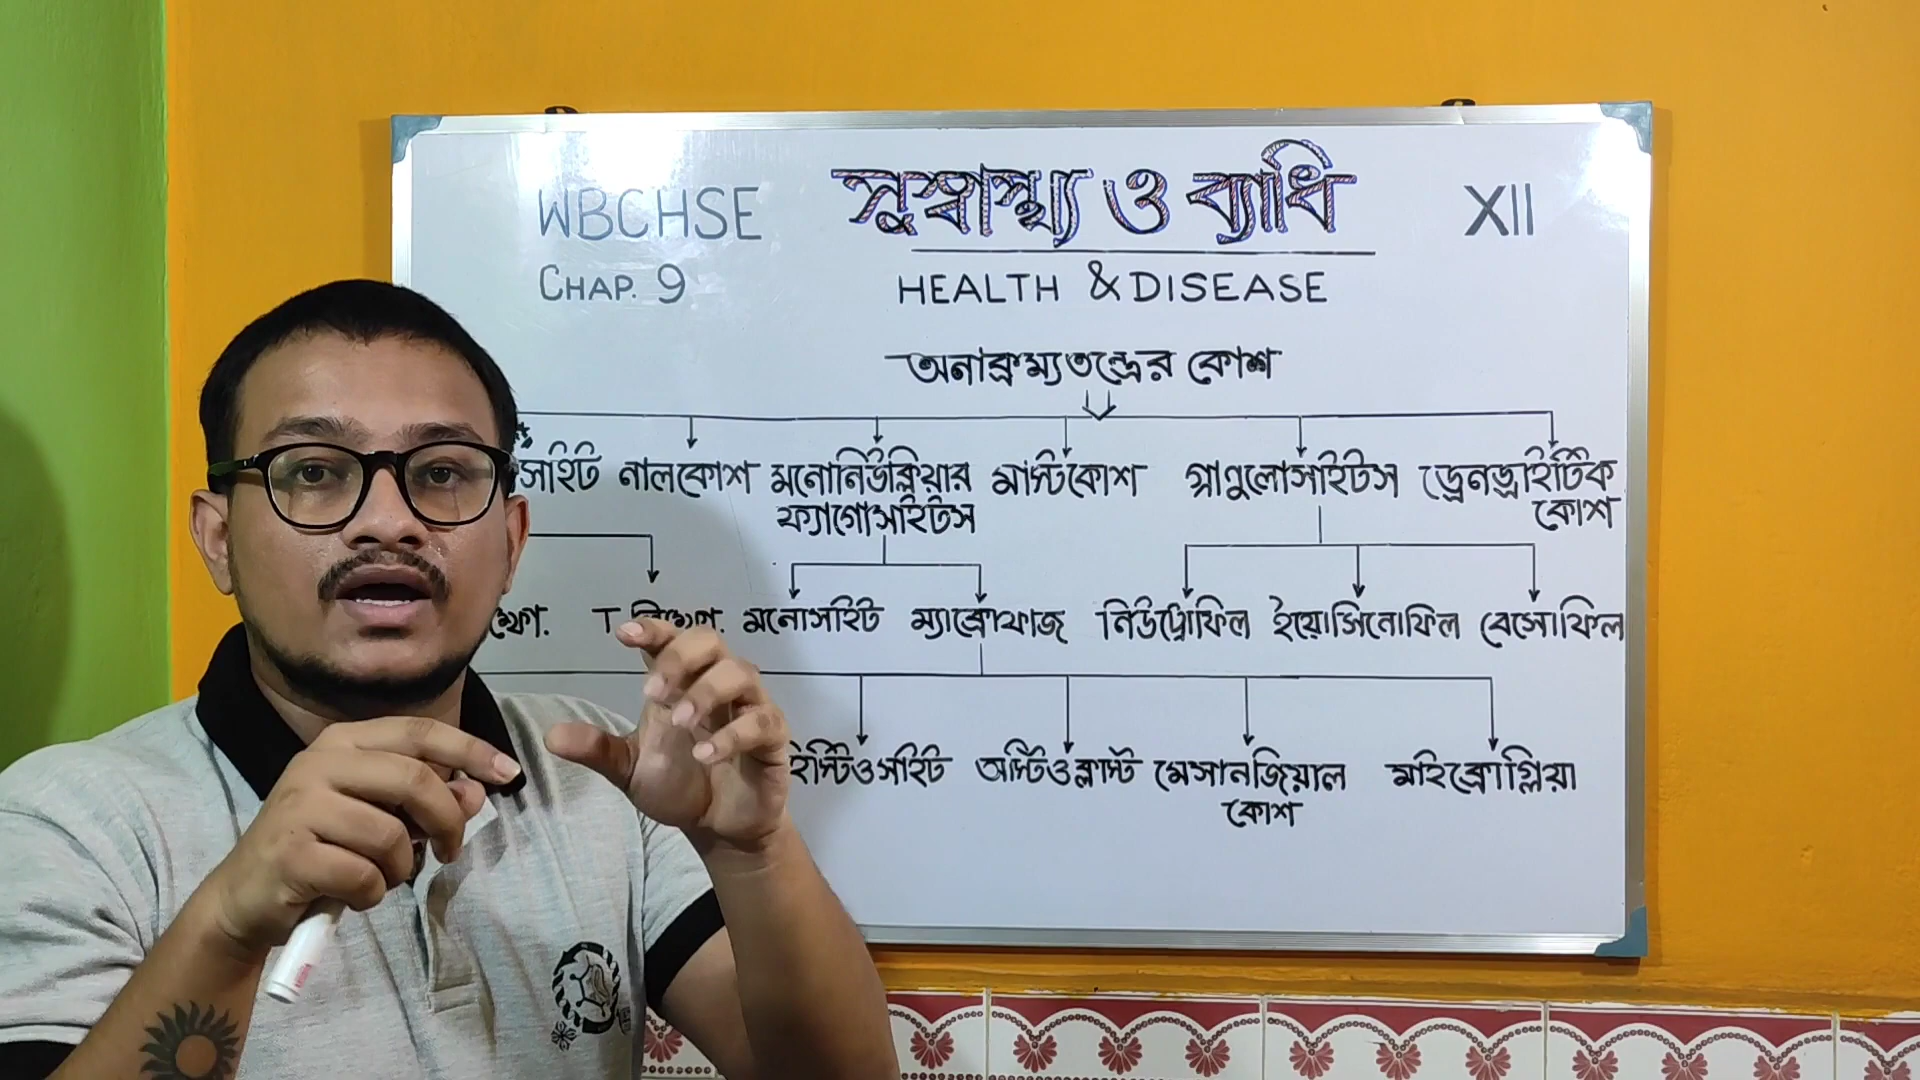 WBCHSE সুস্বাস্থ্য ও ব্যাধি XII
CHAP. 9 HEALTH & DISEASE
অনাক্রম্যতন্ত্রের কোশ
নালকোশ মনোনিউক্লিয়ার মাস্টকোশ গ্রাণুলোসাইটস ড্রেনড্রাইটিক
ফ্যাগোসাইটস কোশ
T মনোসাইট ম্যাক্রোফাজ নিউট্রোফিল ইয়োসিনোফিল বেসোফিল
হিস্টিওসাইট অস্টিওক্লাস্ট মেসানজিয়াল মাইক্রোগ্লিয়া
কোশ